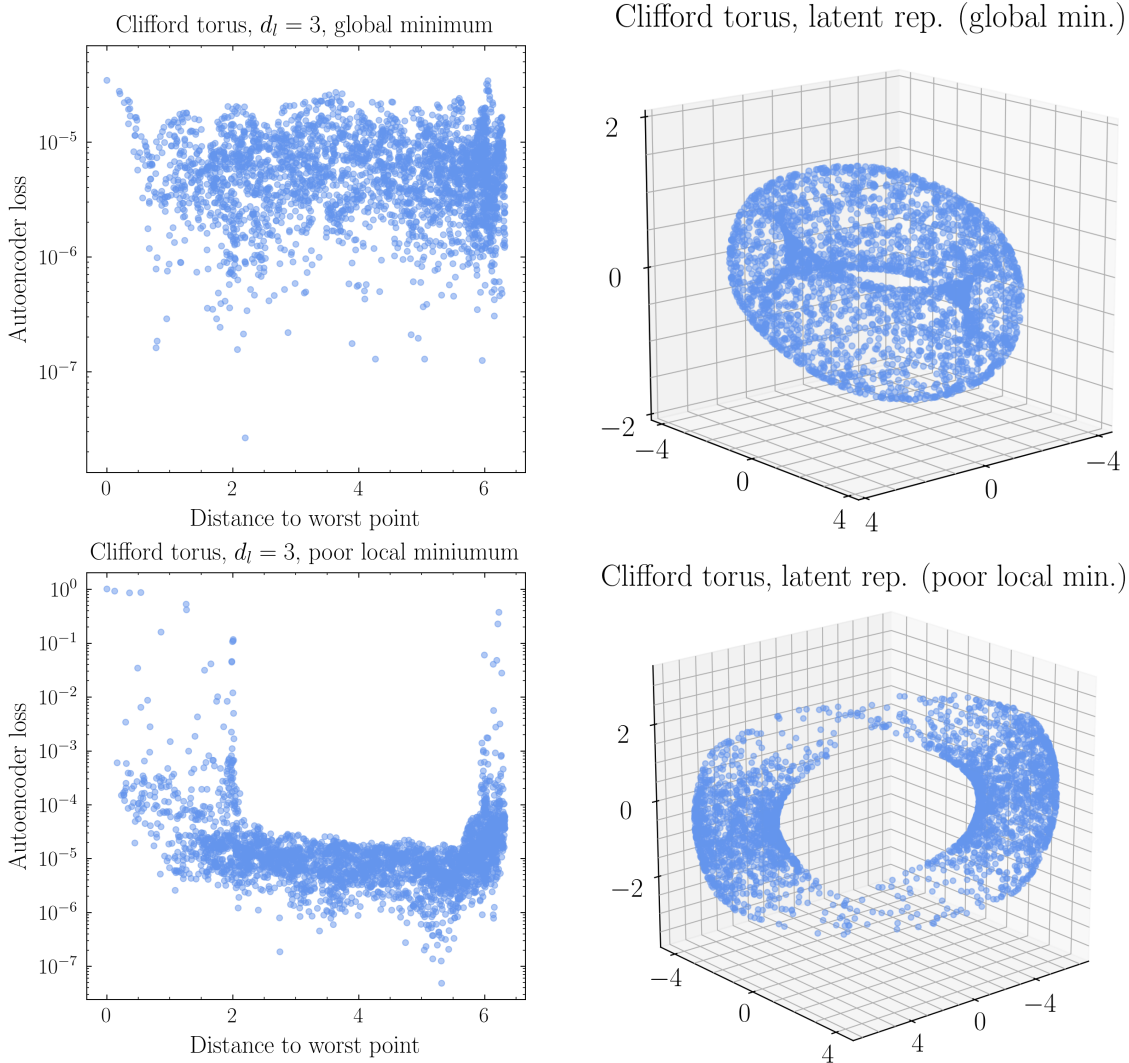 Clifford torus, $d_l = 3$, global minimum
10⁻⁵
10⁻⁶
10⁻⁷
Autoencoder loss
0 2 4 6
Distance to worst point
Clifford torus, latent rep. (global min.)
2
0
−2
−4
0
4
4
0
−4
Clifford torus, $d_l = 3$, poor local miniumum
10⁰
10⁻¹
10⁻²
10⁻³
10⁻⁴
10⁻⁵
10⁻⁶
10⁻⁷
Autoencoder loss
0 2 4 6
Distance to worst point
Clifford torus, latent rep. (poor local min.)
2
0
−2
−4
0
4
4
0
−4